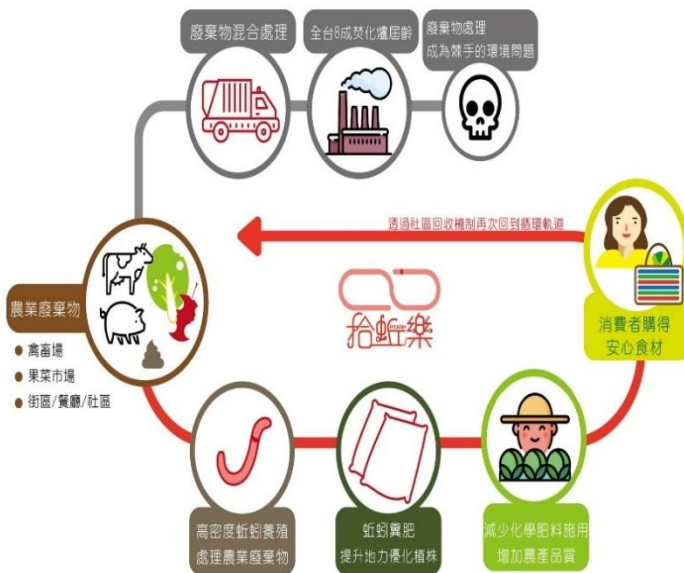 廢棄物混合處理
全台8成焚化爐屆齡
廢棄物處理
成為棘手的環境問題
透過社區回收機制再次回到循環軌道
農業廢棄物
● 禽畜場
● 果菜市場
● 街區/餐廳/社區
拾蚯樂
消費者購得
安心食材
高密度蚯蚓養殖
處理農業廢棄物
蚯蚓糞肥
提升地力優化植株
減少化學肥料施用
增加農產品質